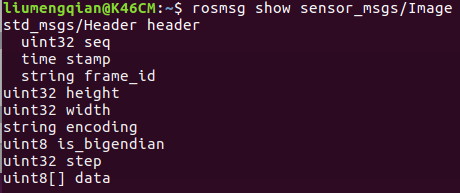 liumengqian@K46CM:~$ rosmsg show sensor_msgs/Image
std_msgs/Header header
  uint32 seq
  time stamp
  string frame_id
uint32 height
uint32 width
string encoding
uint8 is_bigendian
uint32 step
uint8[] data